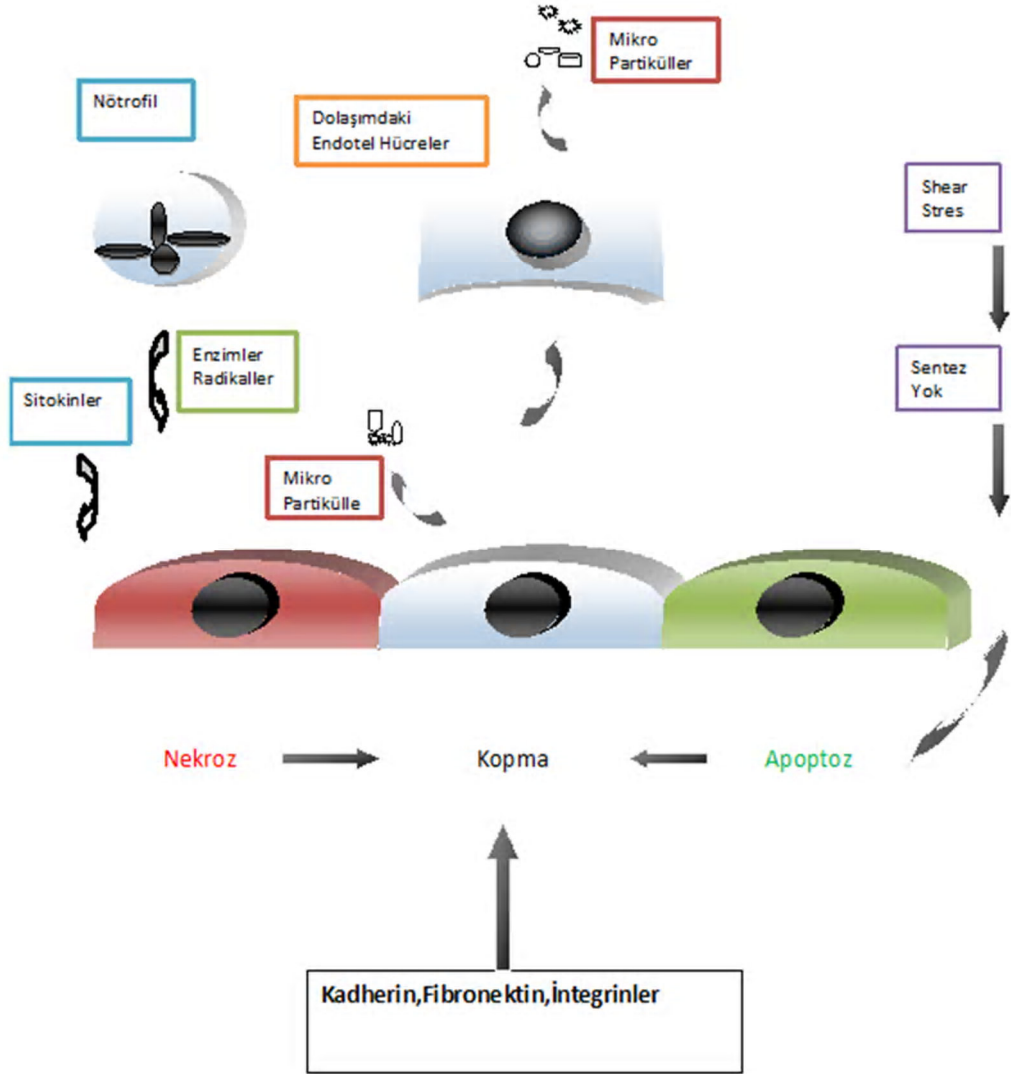 Mikro
Partiküller
Nötrofil
Dolaşımdaki
Endotel Hücreler
Shear
Stres
Enzimler
Radikaller
Sentez
Yok
Sitokinler
Mikro
Partikülle
Nekroz
Kopma
Apoptoz
Kadherin,Fibronektin,İntegrinler